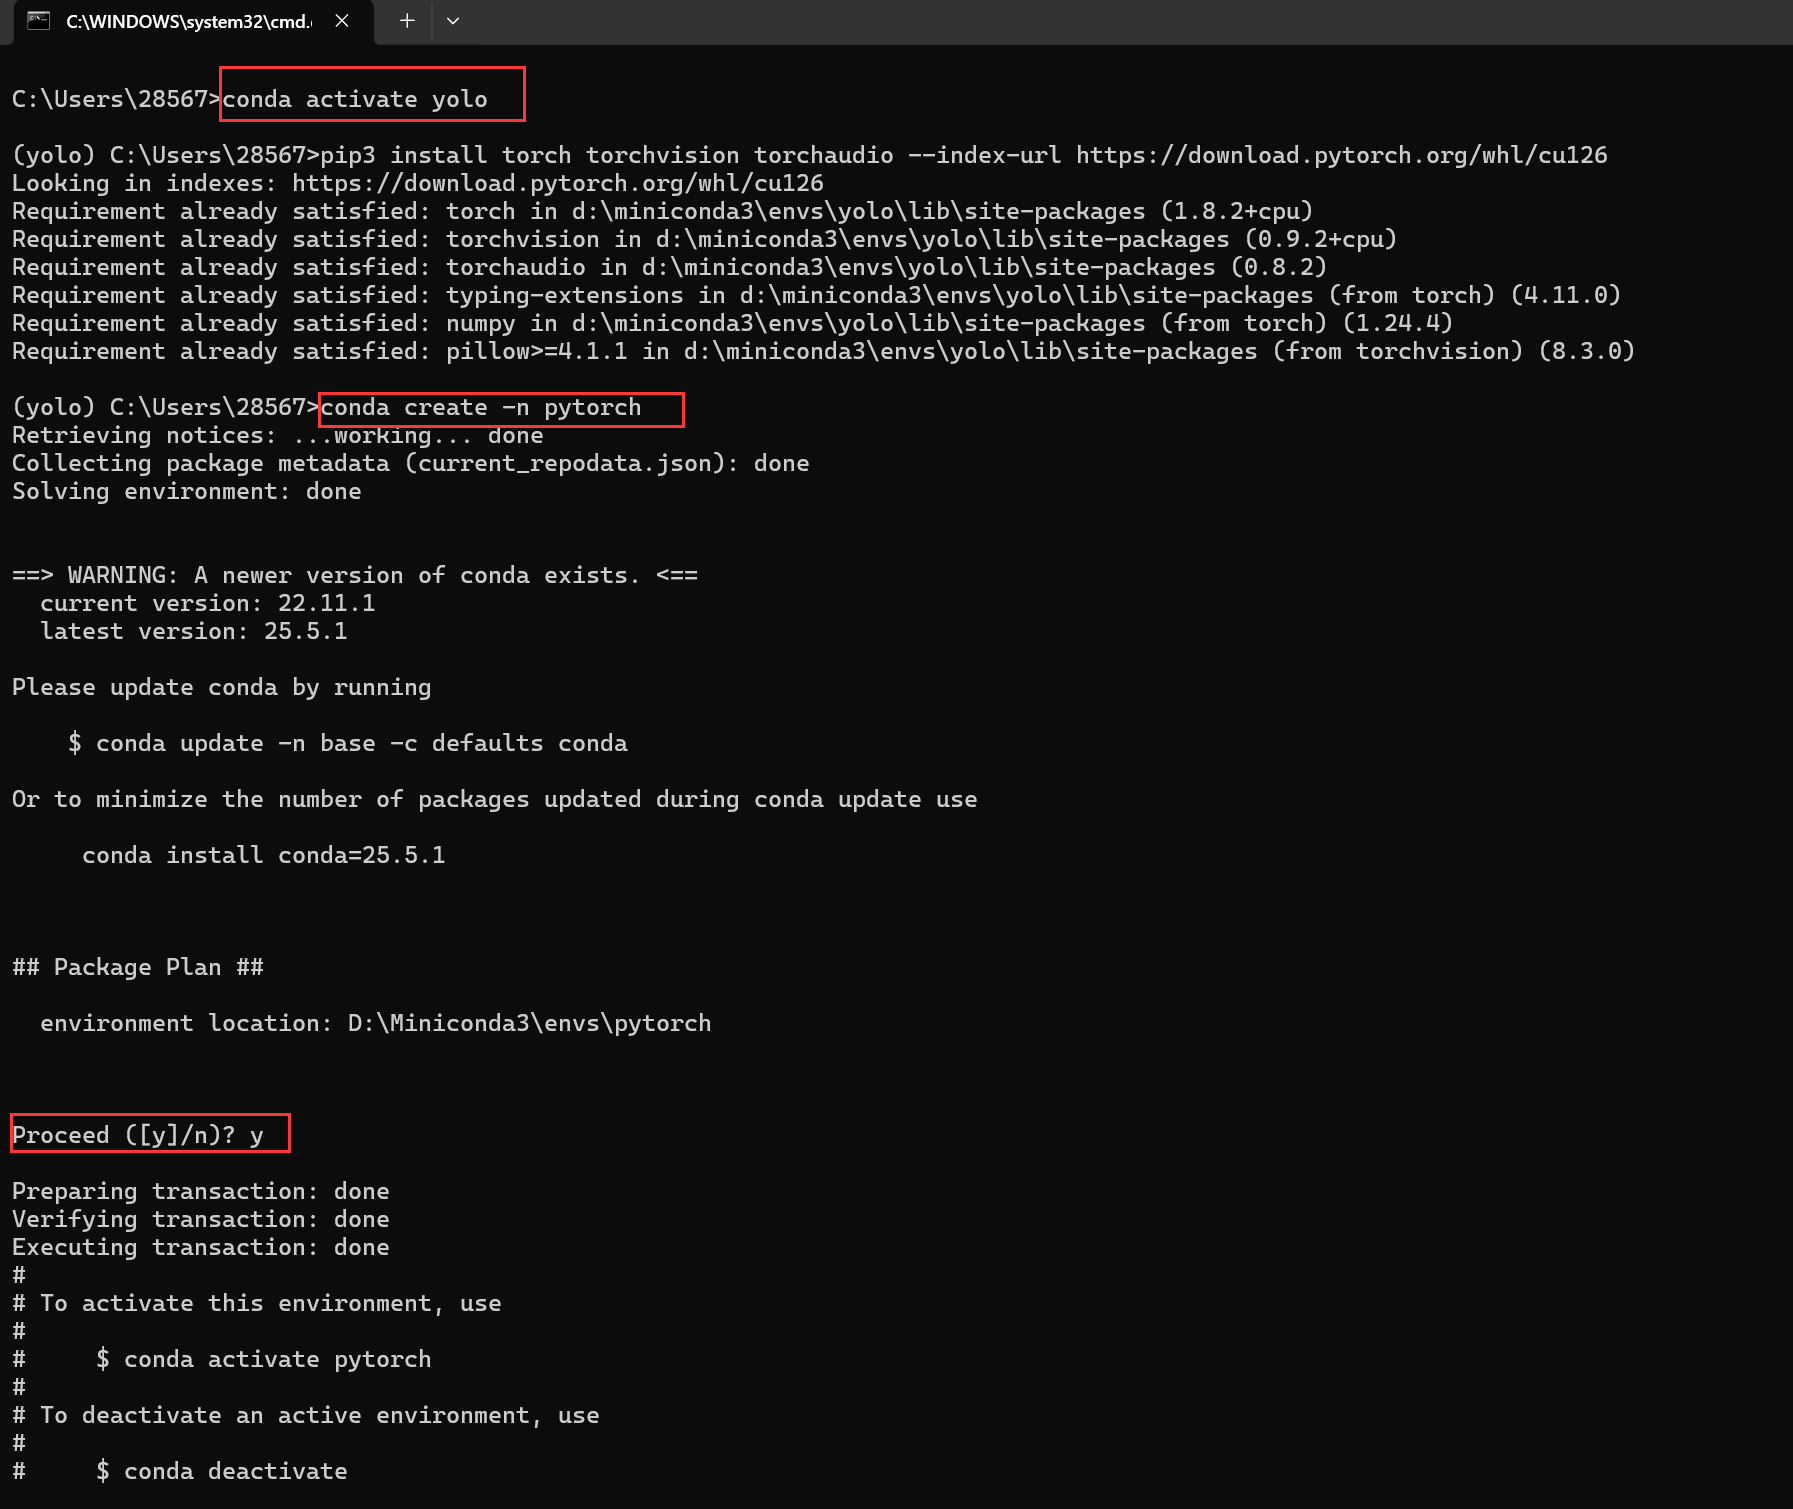 C:\WINDOWS\system32\cmd.
C:\Users\28567>conda activate yolo
(yolo) C:\Users\28567>pip3 install torch torchvision torchaudio --index-url https://download.pytorch.org/whl/cu126
Looking in indexes: https://download.pytorch.org/whl/cu126
Requirement already satisfied: torch in d:\miniconda3\envs\yolo\lib\site-packages (1.8.2+cpu)
Requirement already satisfied: torchvision in d:\miniconda3\envs\yolo\lib\site-packages (0.9.2+cpu)
Requirement already satisfied: torchaudio in d:\miniconda3\envs\yolo\lib\site-packages (0.8.2)
Requirement already satisfied: typing-extensions in d:\miniconda3\envs\yolo\lib\site-packages (from torch) (4.11.0)
Requirement already satisfied: numpy in d:\miniconda3\envs\yolo\lib\site-packages (from torch) (1.24.4)
Requirement already satisfied: pillow>=4.1.1 in d:\miniconda3\envs\yolo\lib\site-packages (from torchvision) (8.3.0)
(yolo) C:\Users\28567>conda create -n pytorch
Retrieving notices: ...working... done
Collecting package metadata (current_repodata.json): done
Solving environment: done
==> WARNING: A newer version of conda exists. <==
current version: 22.11.1
latest version: 25.5.1
Please update conda by running
$ conda update -n base -c defaults conda
Or to minimize the number of packages updated during conda update use
conda install conda=25.5.1
## Package Plan ##
environment location: D:\Miniconda3\envs\pytorch
Proceed ([y]/n)? y
Preparing transaction: done
Verifying transaction: done
Executing transaction: done
#
# To activate this environment, use
#
# $ conda activate pytorch
#
# To deactivate an active environment, use
#
# $ conda deactivate